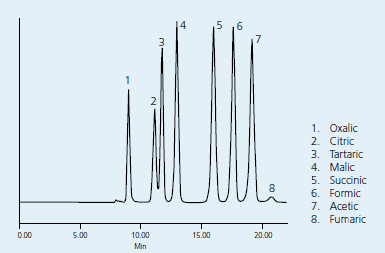 4
5
6
7
3
1
2
8
1. Oxalic
2. Citric
3. Tartaric
4. Malic
5. Succinic
6. Formic
7. Acetic
8. Fumaric
0.00 5.00 10.00 15.00 20.00
Min